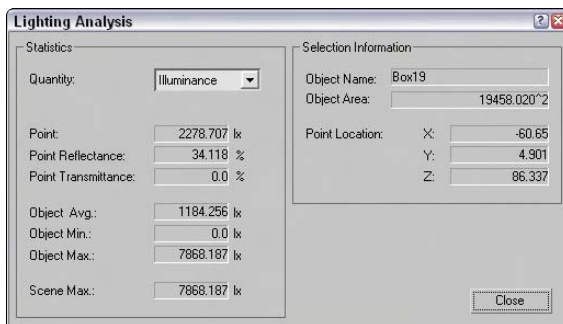 Lighting Analysis
Statistics
Quantity: Illuminance
Point: 2278.707 lx
Point Reflectance: 34.118 %
Point Transmittance: 0.0 %
Object Avg.: 1184.256 lx
Object Min.: 0.0 lx
Object Max.: 7868.187 lx
Scene Max.: 7868.187 lx
Selection Information
Object Name: Box19
Object Area: 19458.020^2
Point Location: X: -60.65
Y: 4.901
Z: 86.337
Close